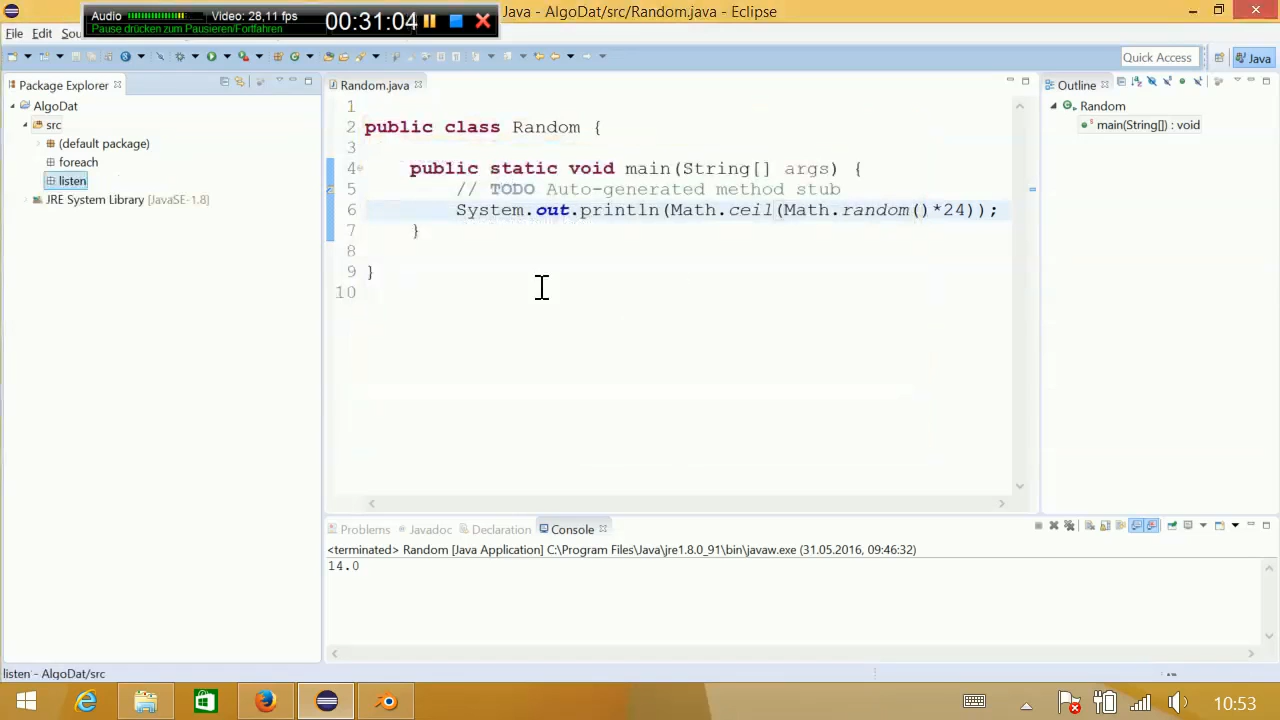 Audio
Video: 28,11 fps
00:31:04
Pause drücken zum Pausieren/Fortfahren
Java - AlgoDat/src/Random.java - Eclipse
File Edit Sou
Quick Access
Java
Package Explorer
AlgoDat
src
(default package)
foreach
listen
JRE System Library [JavaSE-1.8]
Random.java
1
2 public class Random {
3
4 public static void main(String[] args) {
5 // TODO Auto-generated method stub
6 System.out.println(Math.ceil(Math.random()*24));
7 }
8
9 }
10
Outline
Random
main(String[]) : void
Problems Javadoc Declaration Console
<terminated> Random [Java Application] C:\Program Files\Java\jre1.8.0_91\bin\javaw.exe (31.05.2016, 09:46:32)
14.0
listen - AlgoDat/src
10:53